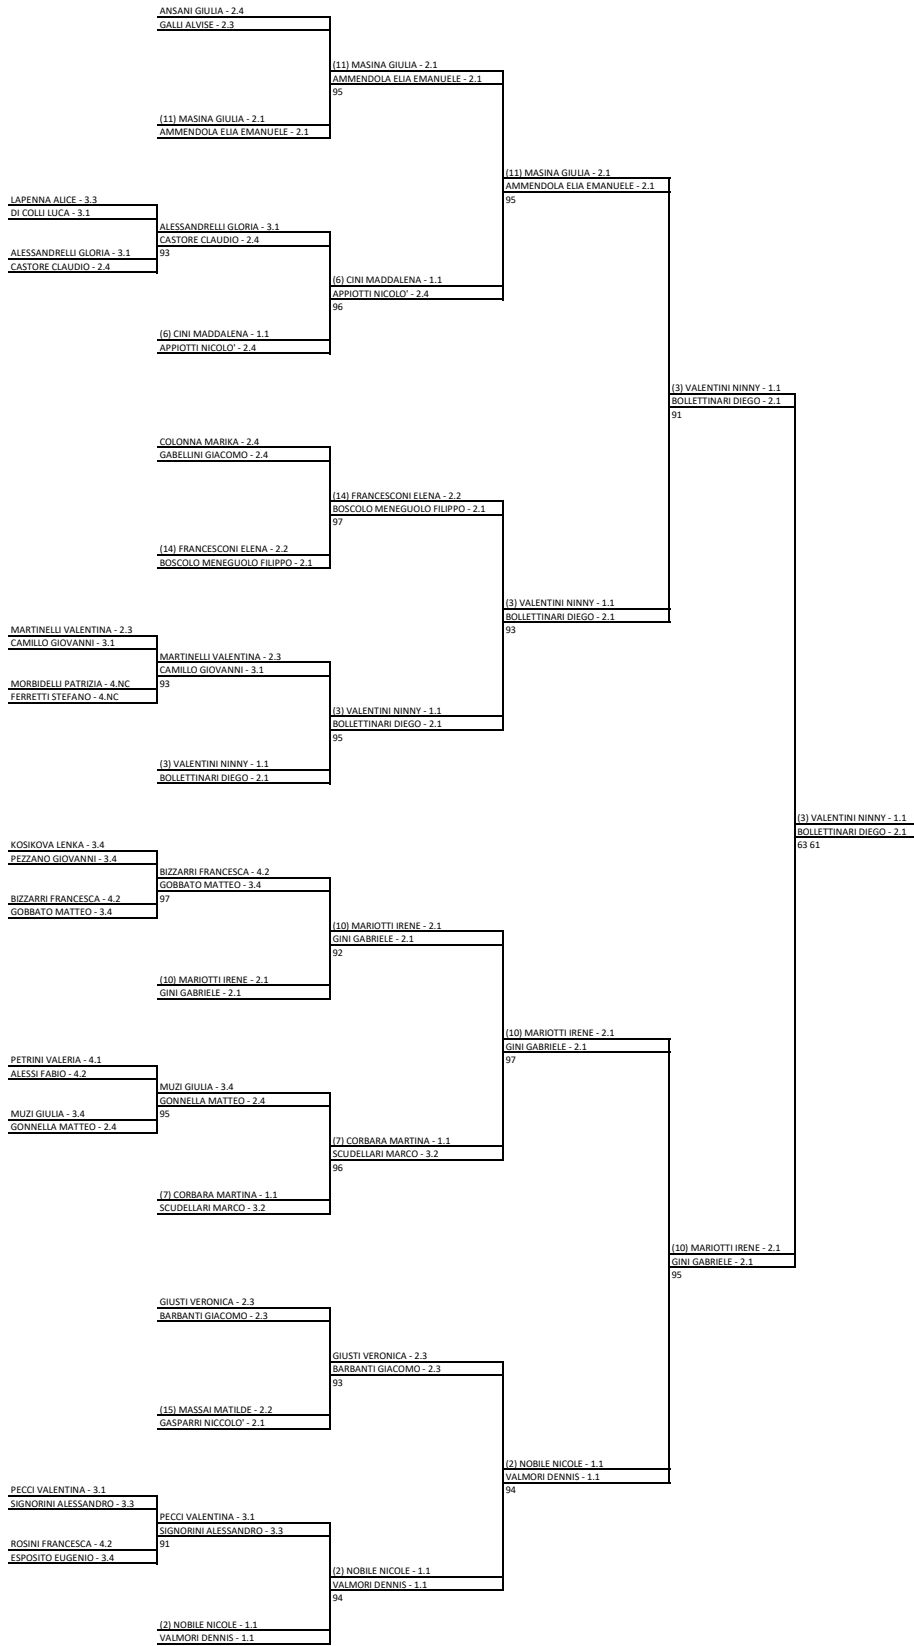 ANSANI GIULIA - 2.4
GALLI ALVISE - 2.3
(11) MASINA GIULIA - 2.1
AMMENDOLA ELIA EMANUELE - 2.1
95
(11) MASINA GIULIA - 2.1
AMMENDOLA ELIA EMANUELE - 2.1
(11) MASINA GIULIA - 2.1
AMMENDOLA ELIA EMANUELE - 2.1
95
LAPENNA ALICE - 3.3
DI COLLI LUCA - 3.1
ALESSANDRELLI GLORIA - 3.1
CASTORE CLAUDIO - 2.4
93
ALESSANDRELLI GLORIA - 3.1
CASTORE CLAUDIO - 2.4
(6) CINI MADDALENA - 1.1
APPIOTTI NICOLO' - 2.4
96
(6) CINI MADDALENA - 1.1
APPIOTTI NICOLO' - 2.4
(3) VALENTINI NINNY - 1.1
BOLLETTINARI DIEGO - 2.1
91
COLONNA MARIKA - 2.4
GABELLINI GIACOMO - 2.4
(14) FRANCESCONI ELENA - 2.2
BOSCOLO MENEGUOLO FILIPPO - 2.1
97
(14) FRANCESCONI ELENA - 2.2
BOSCOLO MENEGUOLO FILIPPO - 2.1
(3) VALENTINI NINNY - 1.1
BOLLETTINARI DIEGO - 2.1
93
MARTINELLI VALENTINA - 2.3
CAMILLO GIOVANNI - 3.1
MARTINELLI VALENTINA - 2.3
CAMILLO GIOVANNI - 3.1
93
MORBIDELLI PATRIZIA - 4.NC
FERRETTI STEFANO - 4.NC
(3) VALENTINI NINNY - 1.1
BOLLETTINARI DIEGO - 2.1
95
(3) VALENTINI NINNY - 1.1
BOLLETTINARI DIEGO - 2.1
(3) VALENTINI NINNY - 1.1
BOLLETTINARI DIEGO - 2.1
63 61
KOSIKOVA LENKA - 3.4
PEZZANO GIOVANNI - 3.4
BIZZARRI FRANCESCA - 4.2
GOBBATO MATTEO - 3.4
97
BIZZARRI FRANCESCA - 4.2
GOBBATO MATTEO - 3.4
(10) MARIOTTI IRENE - 2.1
GINI GABRIELE - 2.1
92
(10) MARIOTTI IRENE - 2.1
GINI GABRIELE - 2.1
(10) MARIOTTI IRENE - 2.1
GINI GABRIELE - 2.1
97
PETRINI VALERIA - 4.1
ALESSI FABIO - 4.2
MUZI GIULIA - 3.4
GONNELLA MATTEO - 2.4
95
MUZI GIULIA - 3.4
GONNELLA MATTEO - 2.4
(7) CORBARA MARTINA - 1.1
SCUDELLARI MARCO - 3.2
96
(7) CORBARA MARTINA - 1.1
SCUDELLARI MARCO - 3.2
(10) MARIOTTI IRENE - 2.1
GINI GABRIELE - 2.1
95
GIUSTI VERONICA - 2.3
BARBANTI GIACOMO - 2.3
GIUSTI VERONICA - 2.3
BARBANTI GIACOMO - 2.3
93
(15) MASSAI MATILDE - 2.2
GASPARRI NICCOLO' - 2.1
(2) NOBILE NICOLE - 1.1
VALMORI DENNIS - 1.1
94
PECCI VALENTINA - 3.1
SIGNORINI ALESSANDRO - 3.3
PECCI VALENTINA - 3.1
SIGNORINI ALESSANDRO - 3.3
91
ROSINI FRANCESCA - 4.2
ESPOSITO EUGENIO - 3.4
(2) NOBILE NICOLE - 1.1
VALMORI DENNIS - 1.1
94
(2) NOBILE NICOLE - 1.1
VALMORI DENNIS - 1.1